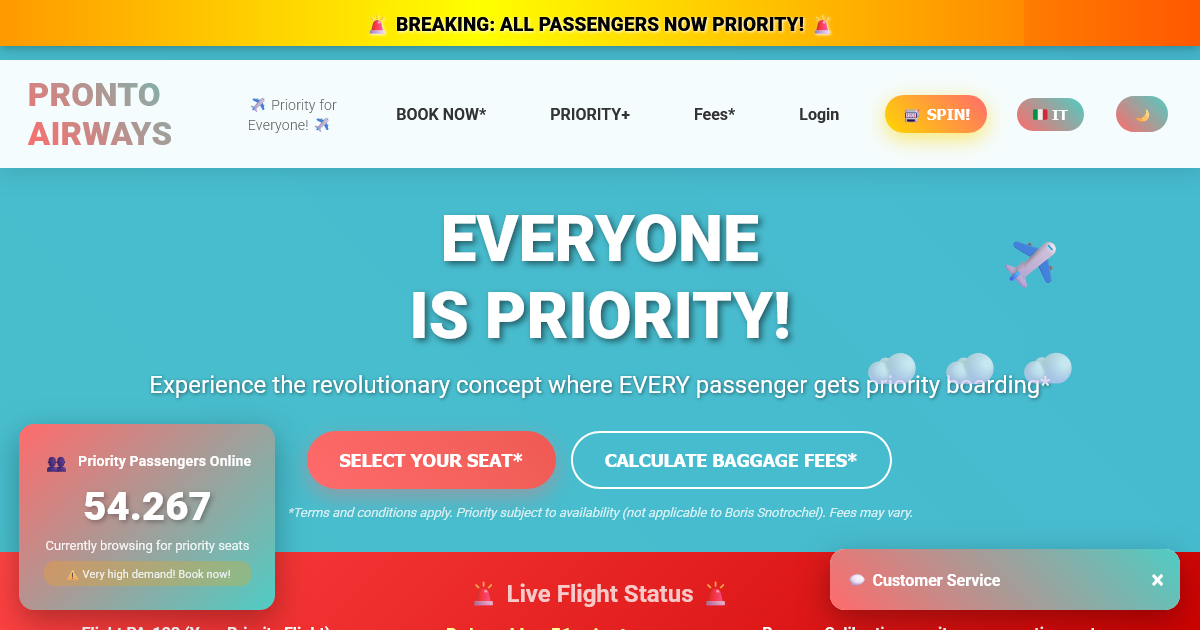 🚨 BREAKING: ALL PASSENGERS NOW PRIORITY! 🚨
PRONTO
AIRWAYS
✈️ Priority for
Everyone! ✈️
BOOK NOW*
PRIORITY+
Fees*
Login
🎰 SPIN!
🇮🇹 IT
🌙
EVERYONE
IS PRIORITY!
Experience the revolutionary concept where EVERY passenger gets priority boarding*
SELECT YOUR SEAT*
CALCULATE BAGGAGE FEES*
*Terms and conditions apply. Priority subject to availability (not applicable to Boris Snotrochel). Fees may vary.
👥 Priority Passengers Online
54.267
Currently browsing for priority seats
⚠️ Very high demand! Book now!
🚨 Live Flight Status 🚨
💬 Customer Service ×